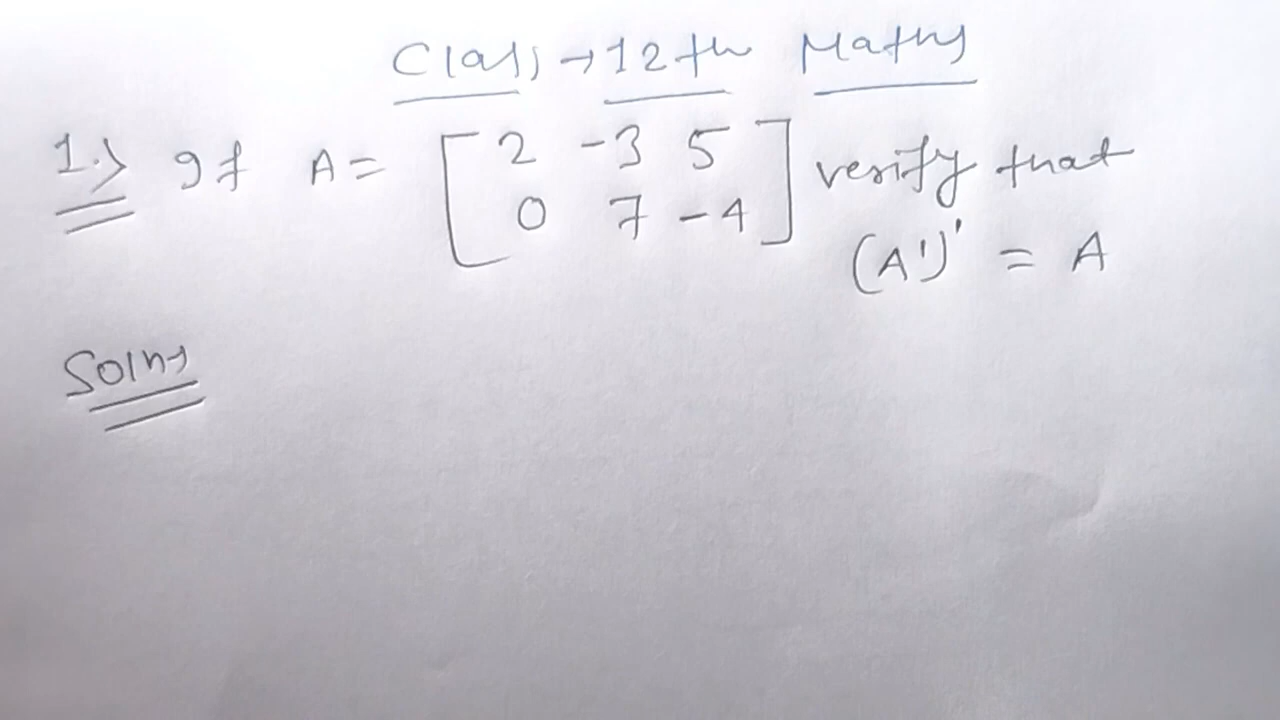 Class → 12th Maths
1.> If A = [ 2 -3 5 ] verify that
[ 0 7 -4 ]
(A')' = A
Soln→